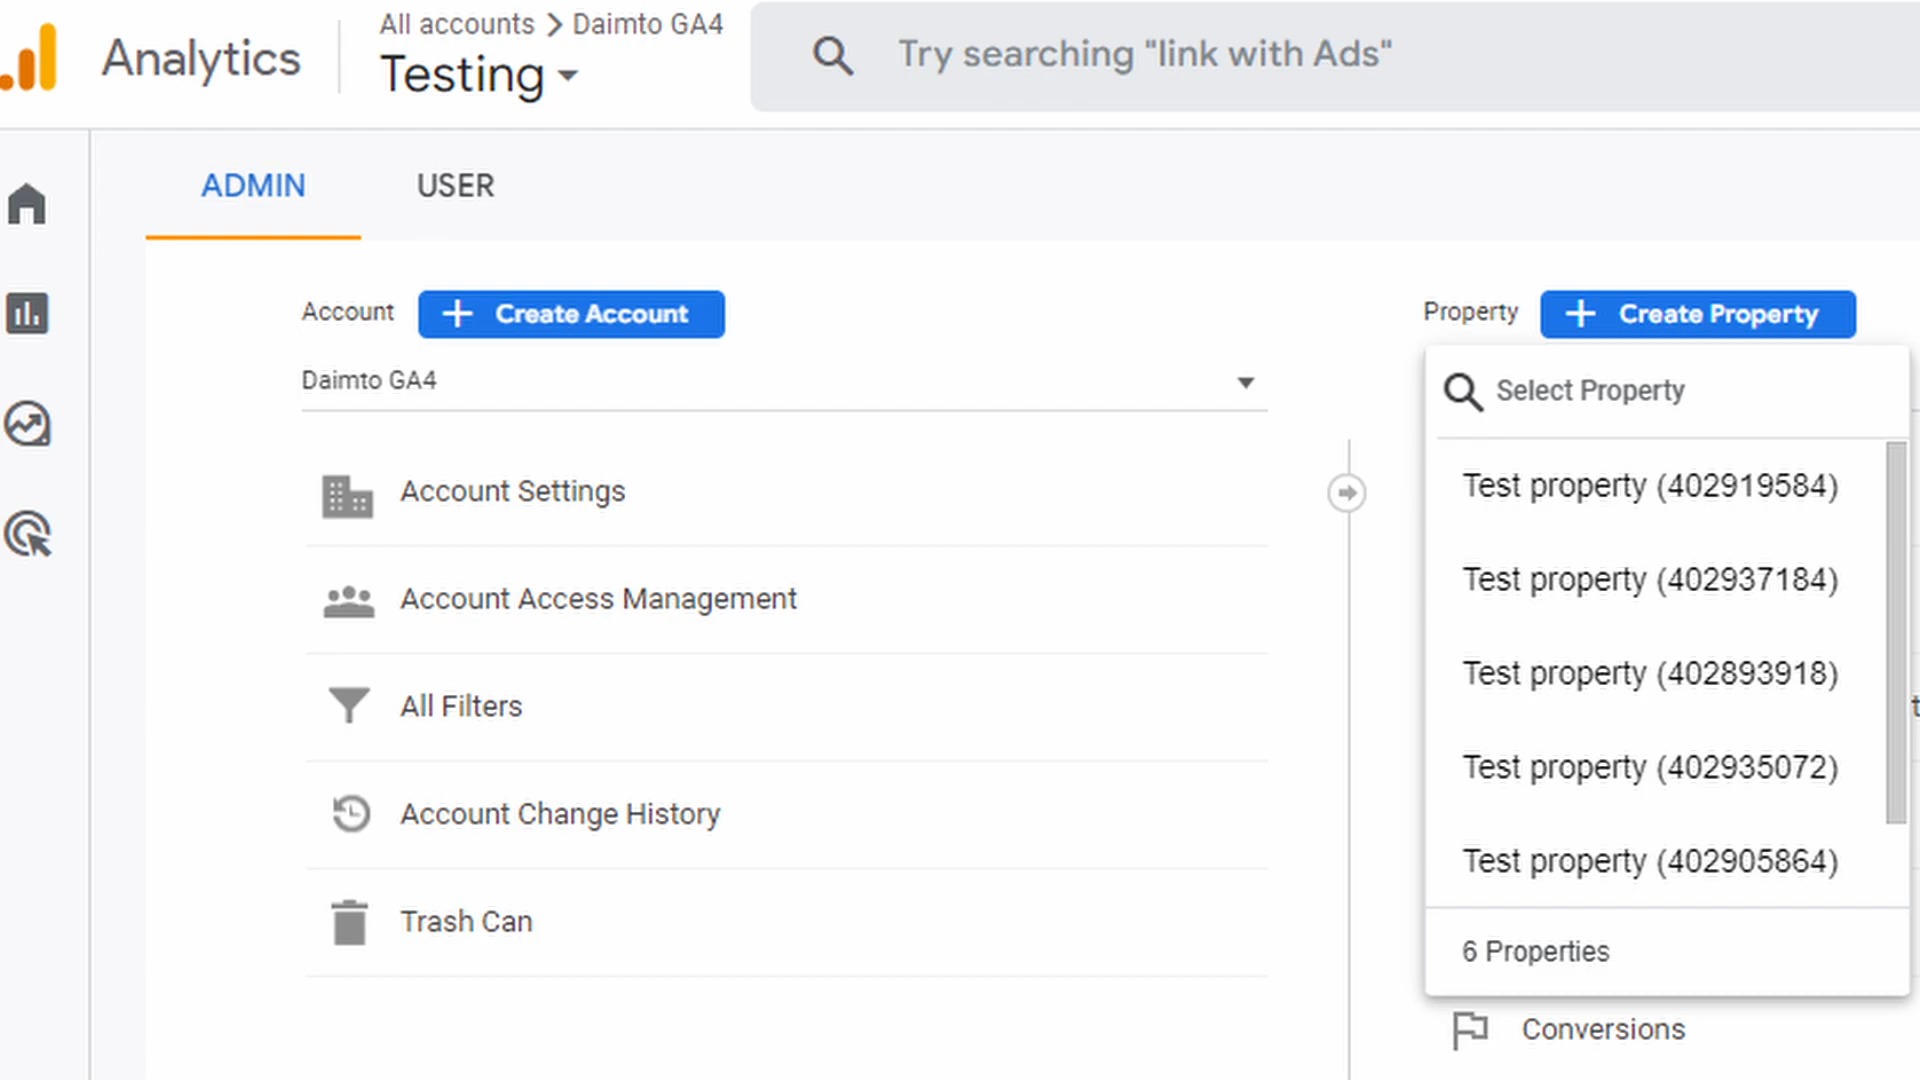 Analytics
All accounts > Daimto GA4
Testing
Try searching "link with Ads"
ADMIN
USER
Account
Create Account
Daimto GA4
Account Settings
Account Access Management
All Filters
Account Change History
Trash Can
Property
Create Property
Select Property
Test property (402919584)
Test property (402937184)
Test property (402893918)
Test property (402935072)
Test property (402905864)
6 Properties
Conversions